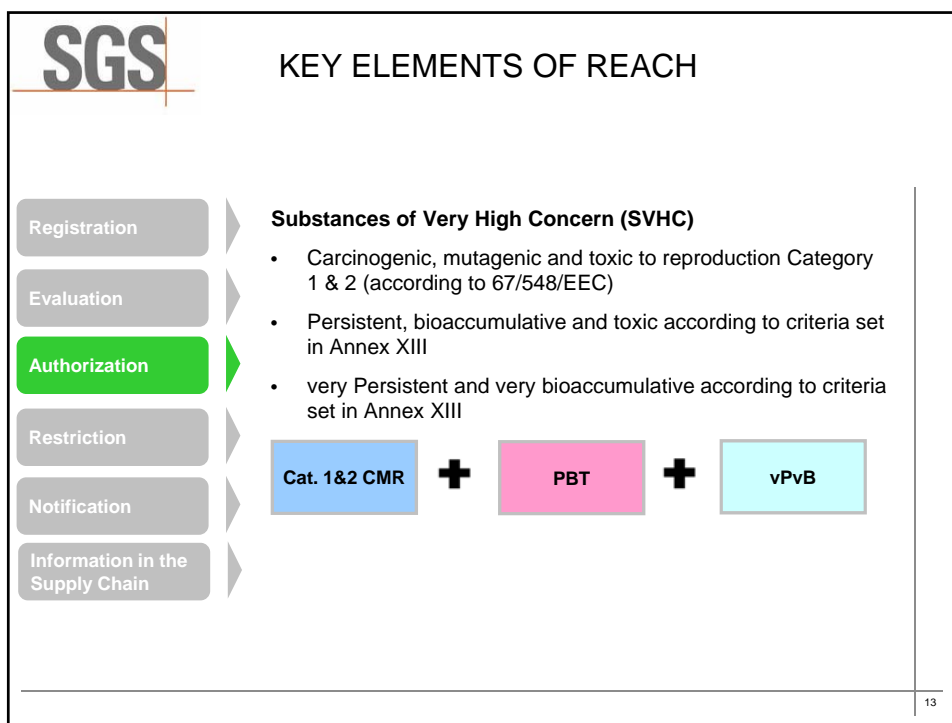 SGS
KEY ELEMENTS OF REACH
Registration
Evaluation
Authorization
Restriction
Notification
Information in the
Supply Chain
Substances of Very High Concern (SVHC)
• Carcinogenic, mutagenic and toxic to reproduction Category
1 & 2 (according to 67/548/EEC)
• Persistent, bioaccumulative and toxic according to criteria set
in Annex XIII
• very Persistent and very bioaccumulative according to criteria
set in Annex XIII
Cat. 1&2 CMR
PBT
vPvB
13